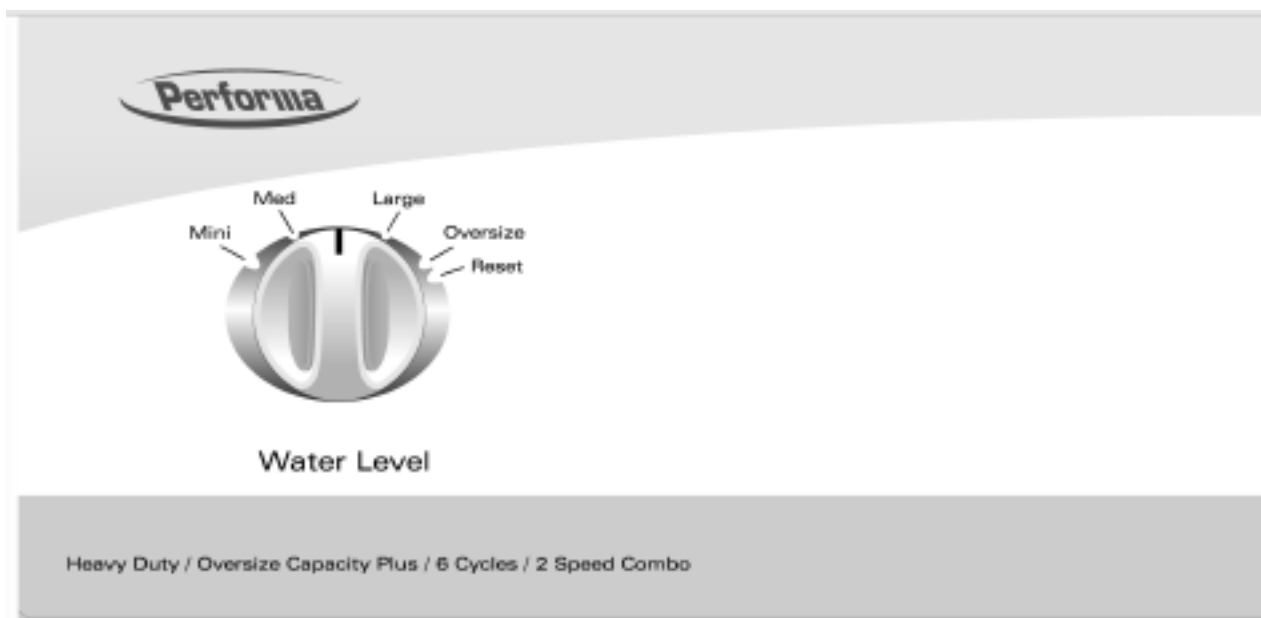 Performa
Med
Large
Mini
Oversize
Reset
Water Level
Heavy Duty / Oversize Capacity Plus / 6 Cycles / 2 Speed Combo